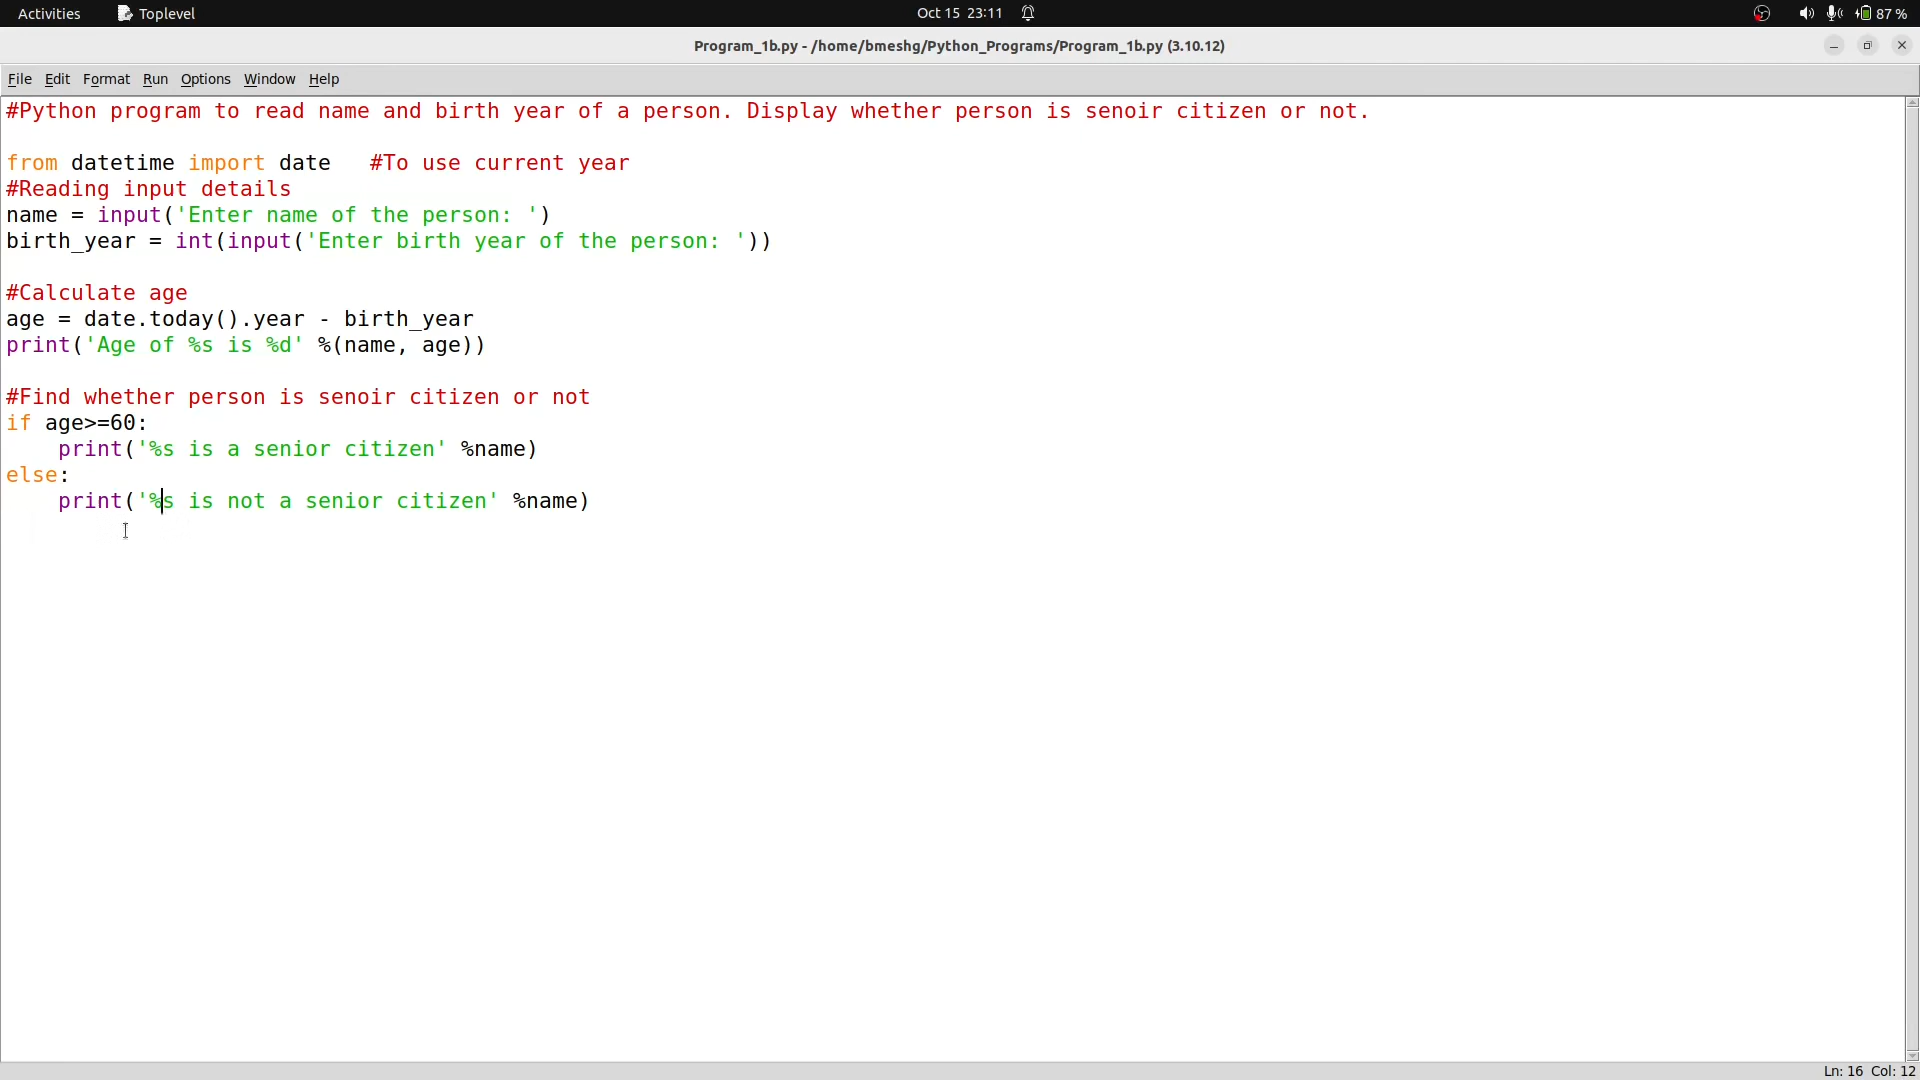 Activities Toplevel Oct 15 23:11 87 %
Program_1b.py - /home/bmeshg/Python_Programs/Program_1b.py (3.10.12)
File Edit Format Run Options Window Help
#Python program to read name and birth year of a person. Display whether person is senoir citizen or not.
from datetime import date   #To use current year
#Reading input details
name = input('Enter name of the person: ')
birth_year = int(input('Enter birth year of the person: '))
#Calculate age
age = date.today().year - birth_year
print('Age of %s is %d' %(name, age))
#Find whether person is senoir citizen or not
if age>=60:
    print('%s is a senior citizen' %name)
else:
    print('%s is not a senior citizen' %name)
Ln: 16 Col: 12